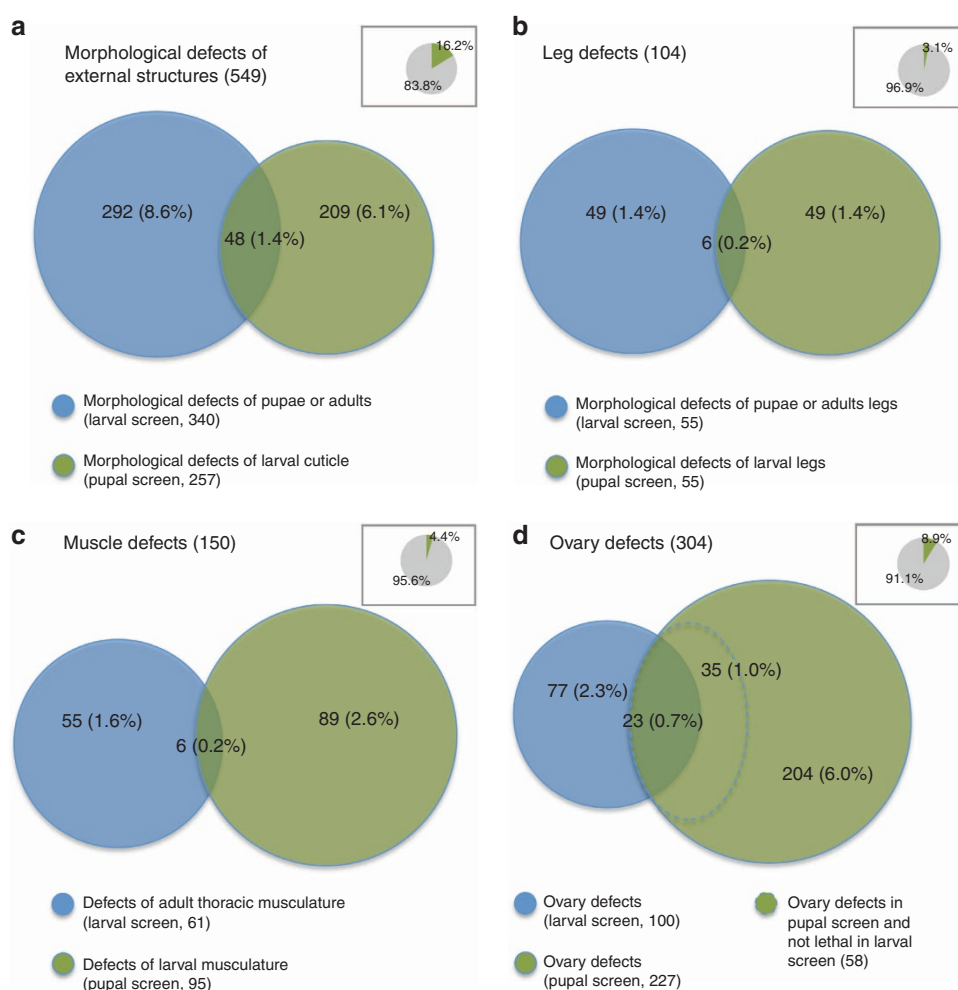 a
Morphological defects of
external structures (549)
16.2%
83.8%
292 (8.6%)
48 (1.4%)
209 (6.1%)
Morphological defects of pupae or adults
(larval screen, 340)
Morphological defects of larval cuticle
(pupal screen, 257)
b
Leg defects (104)
3.1%
96.9%
49 (1.4%)
6 (0.2%)
49 (1.4%)
Morphological defects of pupae or adults legs
(larval screen, 55)
Morphological defects of larval legs
(pupal screen, 55)
c
Muscle defects (150)
4.4%
95.6%
55 (1.6%)
6 (0.2%)
89 (2.6%)
Defects of adult thoracic musculature
(larval screen, 61)
Defects of larval musculature
(pupal screen, 95)
d
Ovary defects (304)
8.9%
91.1%
77 (2.3%)
23 (0.7%)
35 (1.0%)
204 (6.0%)
Ovary defects
(larval screen, 100)
Ovary defects
(pupal screen, 227)
Ovary defects in
pupal screen and
not lethal in larval
screen (58)